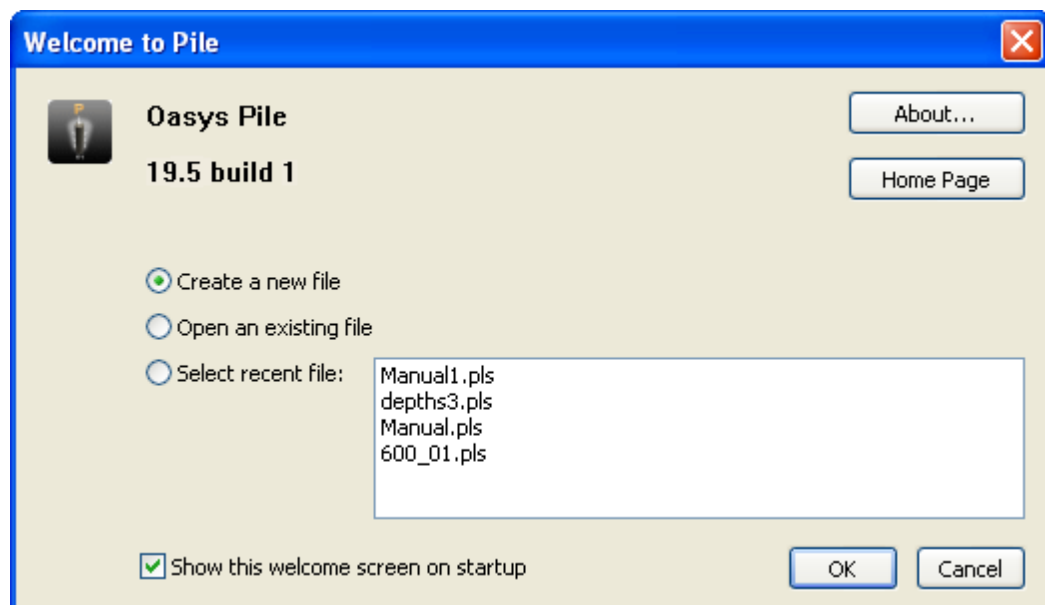 Welcome to Pile
P
Oasys Pile
About...
19.5 build 1
Home Page
Create a new file
Open an existing file
Select recent file:
Manual1.pls
depths3.pls
Manual.pls
600_01.pls
Show this welcome screen on startup
OK
Cancel